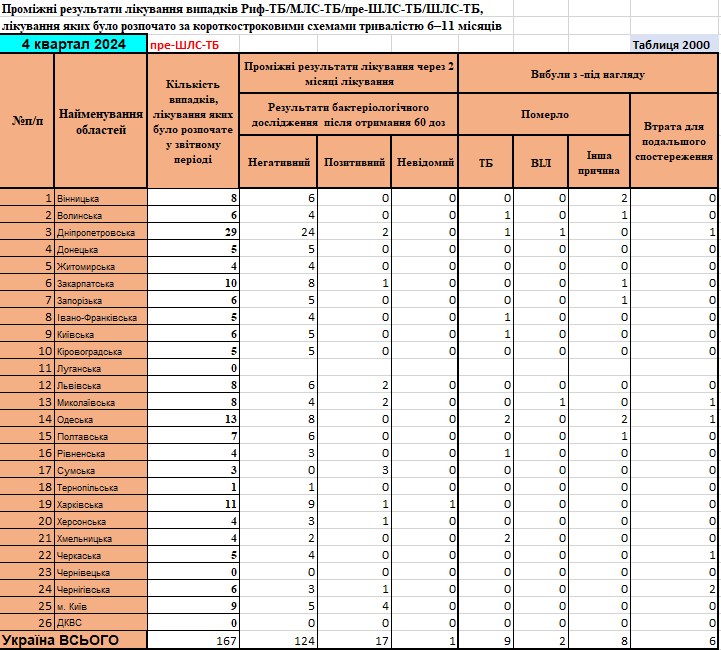 Проміжні результати лікування випадків Риф-ТБ/МЛС-ТБ/пре-ШЛС-ТБ/ШЛС-ТБ,
лікування яких було розпочато за короткостроковими схемами тривалістю 6–11 місяців
4 квартал 2024 пре-ШЛС-ТБ Таблиця 2000
№п/п Найменування областей Кількість випадків, лікування яких було розпочате у звітному періоді Проміжні результати лікування через 2 місяці лікування Вибули з -під нагляду
Результати бактеріологічного дослідження після отримання 60 доз Померло Втрата для подальшого спостереження
Негативний Позитивний Невідомий ТБ ВІЛ Інша причина
1 Вінницька 8 6 0 0 0 0 2 0
2 Волинська 6 4 0 0 1 0 1 0
3 Дніпропетровська 29 24 2 0 1 1 0 1
4 Донецька 5 5 0 0 0 0 0 0
5 Житомирська 4 4 0 0 0 0 0 0
6 Закарпатська 10 8 1 0 0 0 1 0
7 Запорізька 6 5 0 0 0 0 1 0
8 Івано-Франківська 5 4 0 0 1 0 0 0
9 Київська 6 5 0 0 1 0 0 0
10 Кіровоградська 5 5 0 0 0 0 0 0
11 Луганська 0
12 Львівська 8 6 2 0 0 0 0 0
13 Миколаївська 8 4 2 0 0 1 0 1
14 Одеська 13 8 0 0 2 0 2 1
15 Полтавська 7 6 0 0 0 0 1 0
16 Рівненська 4 3 0 0 1 0 0 0
17 Сумська 3 0 3 0 0 0 0 0
18 Тернопільська 1 1 0 0 0 0 0 0
19 Харківська 11 9 1 1 0 0 0 0
20 Херсонська 4 3 1 0 0 0 0 0
21 Хмельницька 4 2 0 0 2 0 0 0
22 Черкаська 5 4 0 0 0 0 0 1
23 Чернівецька 0 0 0 0 0 0 0 0
24 Чернігівська 6 3 1 0 0 0 0 2
25 м. Київ 9 5 4 0 0 0 0 0
26 ДКВС 0 0 0 0 0 0 0 0
Україна ВСЬОГО 167 124 17 1 9 2 8 6